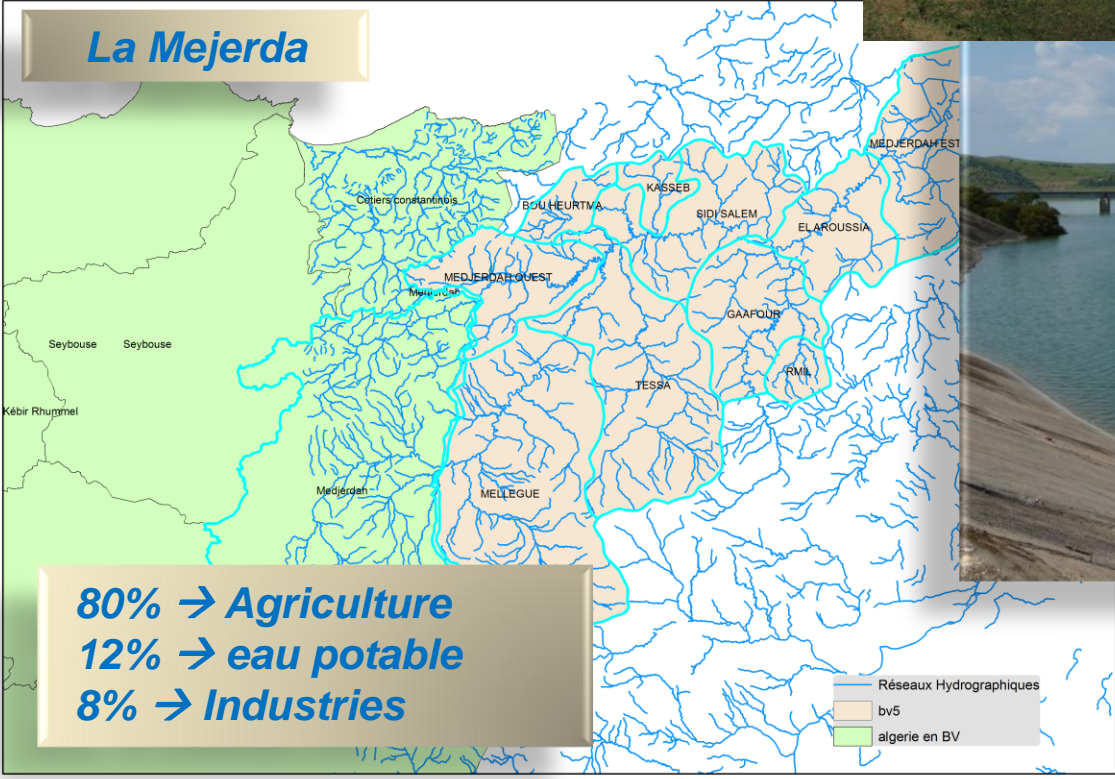 La Mejerda
MEDJERDAH EST
KASSEB
Cotiers constantinois
BOU HEURTMA
SIDI SALEM
EL AROUSSIA
MEDJERDAH OUEST
Medjerdah
GAAFOUR
Seybouse
Seybouse
RMIL
TESSA
Kébir Rhummel
Medjerdah
MELLEGUE
80% → Agriculture
12% → eau potable
8% → Industries
Réseaux Hydrographiques
bv5
algerie en BV